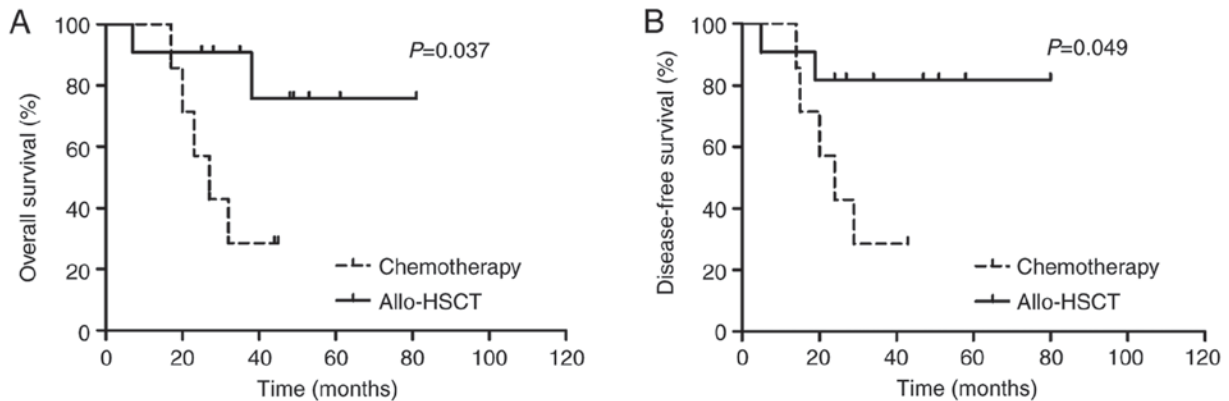 A
Overall survival (%)
100
80
60
40
20
0
P=0.037
Chemotherapy
Allo-HSCT
0 20 40 60 80 100 120
Time (months)
B
Disease-free survival (%)
100
80
60
40
20
0
P=0.049
Chemotherapy
Allo-HSCT
0 20 40 60 80 100 120
Time (months)